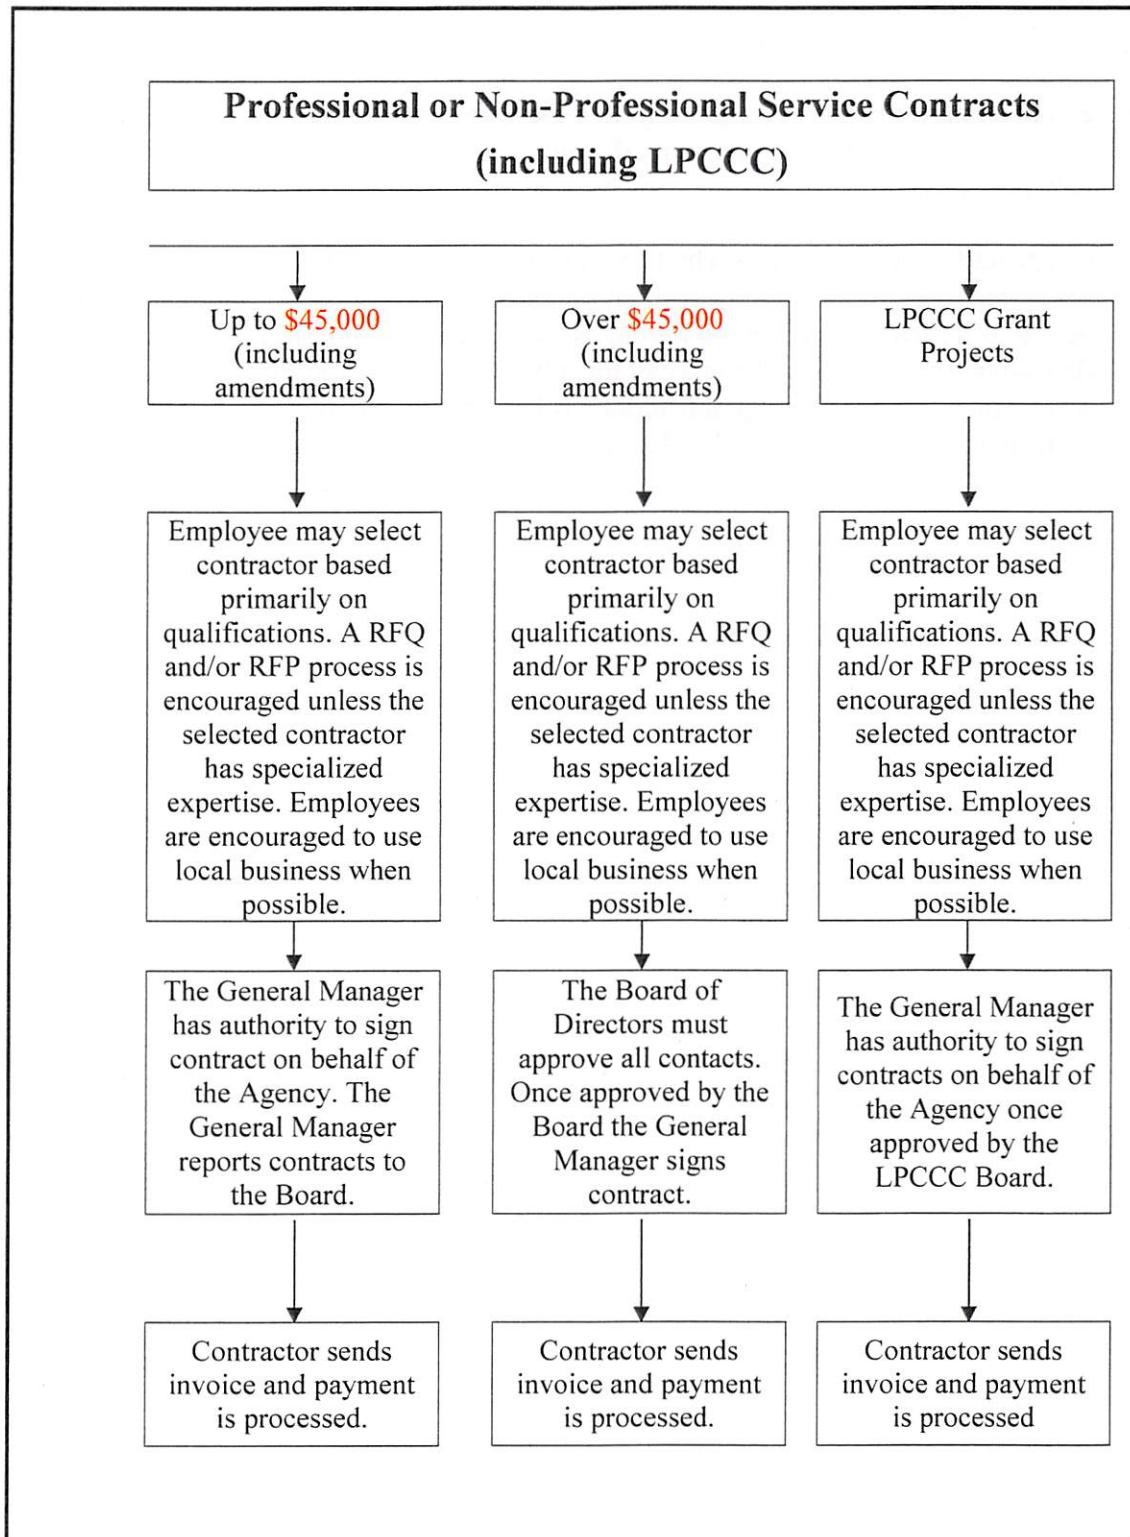 Professional or Non-Professional Service Contracts
(including LPCCC)
Up to $45,000
(including
amendments)
Over $45,000
(including
amendments)
LPCCC Grant
Projects
Employee may select
contractor based
primarily on
qualifications. A RFQ
and/or RFP process is
encouraged unless the
selected contractor
has specialized
expertise. Employees
are encouraged to use
local business when
possible.
Employee may select
contractor based
primarily on
qualifications. A RFQ
and/or RFP process is
encouraged unless the
selected contractor
has specialized
expertise. Employees
are encouraged to use
local business when
possible.
Employee may select
contractor based
primarily on
qualifications. A RFQ
and/or RFP process is
encouraged unless the
selected contractor
has specialized
expertise. Employees
are encouraged to use
local business when
possible.
The General Manager
has authority to sign
contract on behalf of
the Agency. The
General Manager
reports contracts to
the Board.
The Board of
Directors must
approve all contacts.
Once approved by the
Board the General
Manager signs
contract.
The General Manager
has authority to sign
contracts on behalf of
the Agency once
approved by the
LPCCC Board.
Contractor sends
invoice and payment
is processed.
Contractor sends
invoice and payment
is processed.
Contractor sends
invoice and payment
is processed